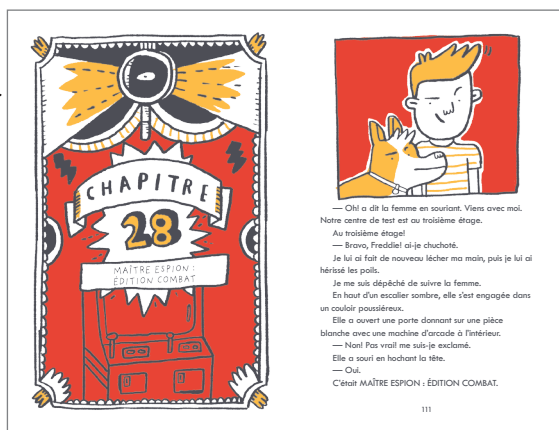 CHAPITRE
28
MAÎTRE ESPION :
ÉDITION COMBAT
— Oh! a dit la femme en souriant. Viens avec moi.
Notre centre de test est au troisième étage.
Au troisième étage!
— Bravo, Freddie! ai-je chuchoté.
Je lui ai fait de nouveau lécher ma main, puis je lui ai
hérissé les poils.
Je me suis dépêché de suivre la femme.
En haut d'un escalier sombre, elle s'est engagée dans
un couloir poussiéreux.
Elle a ouvert une porte donnant sur une pièce
blanche avec une machine d'arcade à l'intérieur.
— Non! Pas vrai! me suis-je exclamé.
Elle a souri en hochant la tête.
— Oui.
C'était MAÎTRE ESPION : ÉDITION COMBAT.
111